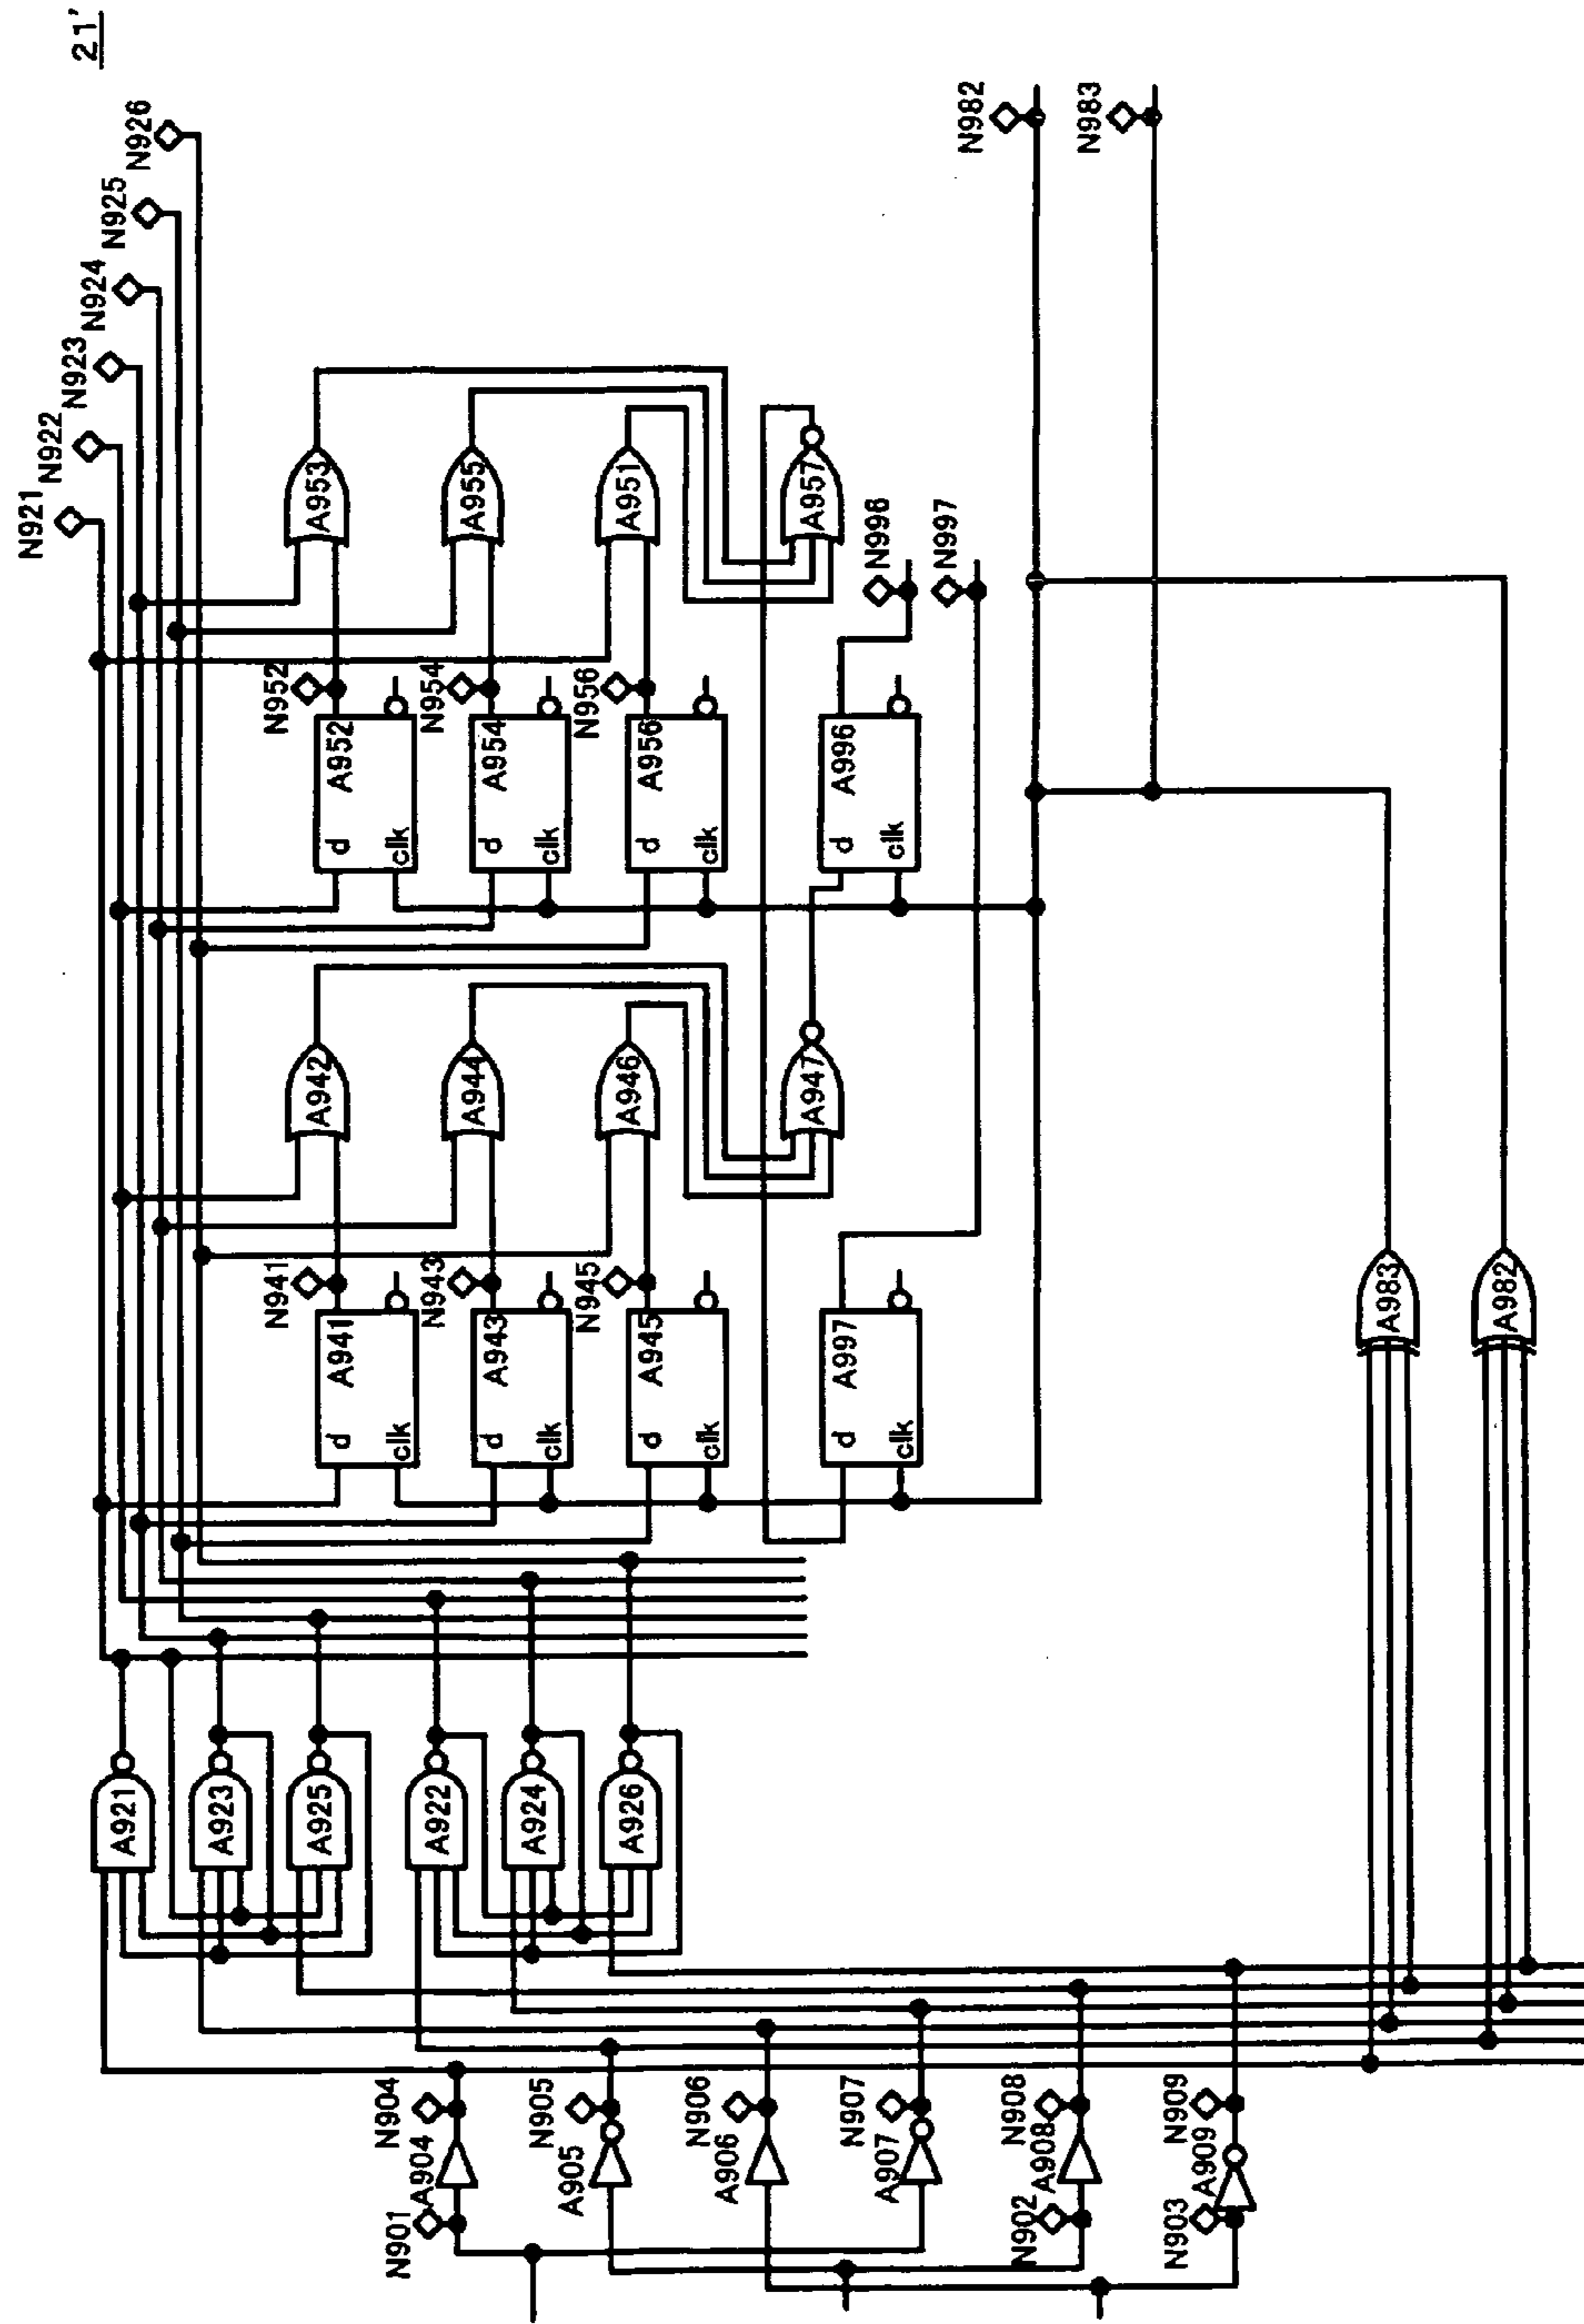 21'
N921
N922
N923
N924
N925
N926
A953
A955
A951
A957
N952
N954
N956
A952
d
clk
A954
d
clk
A956
d
clk
A996
d
clk
N996
N997
N982
N983
A942
A944
A946
A947
N941
N943
N945
A941
d
clk
A943
d
clk
A945
d
clk
A997
d
clk
A983
A982
A921
A923
A925
A922
A924
A926
N904
N905
N906
N907
N908
N909
A904
A905
A906
A907
A908
A909
N901
N902
N903